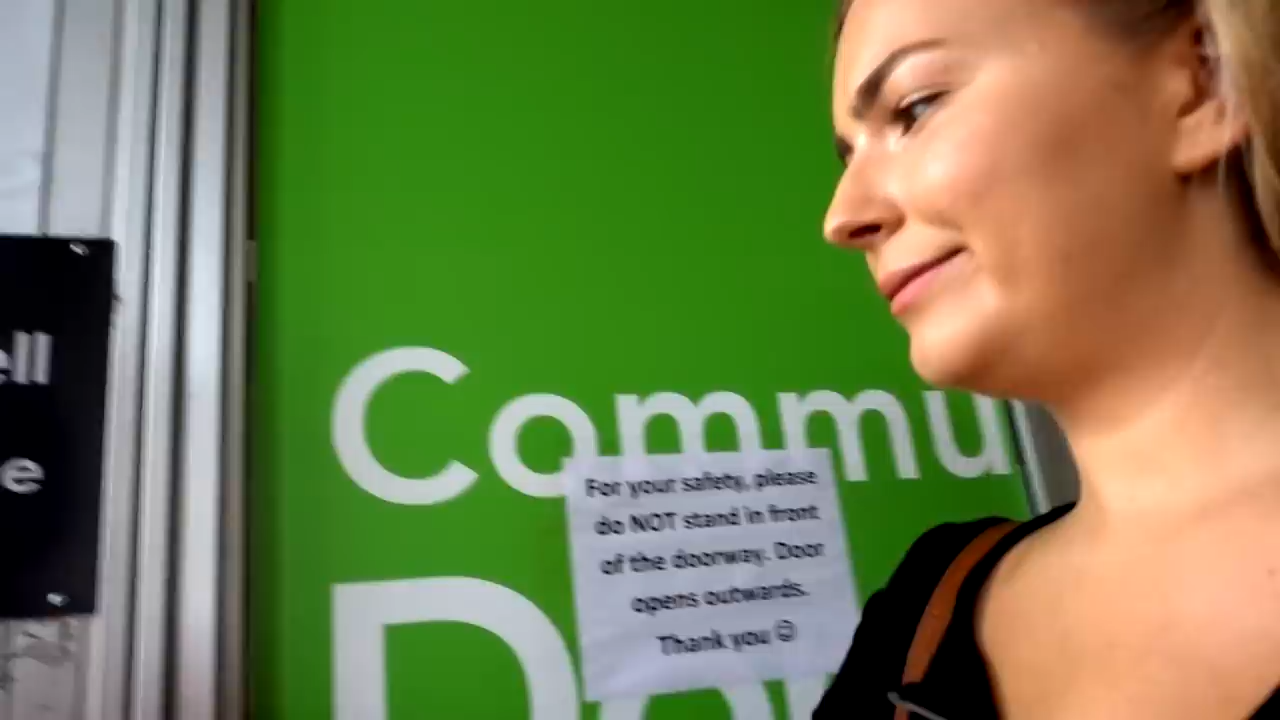 ell
e
Commu
Do
For your safety, please
do NOT stand in front
of the doorway. Door
opens outwards.
Thank you ☺